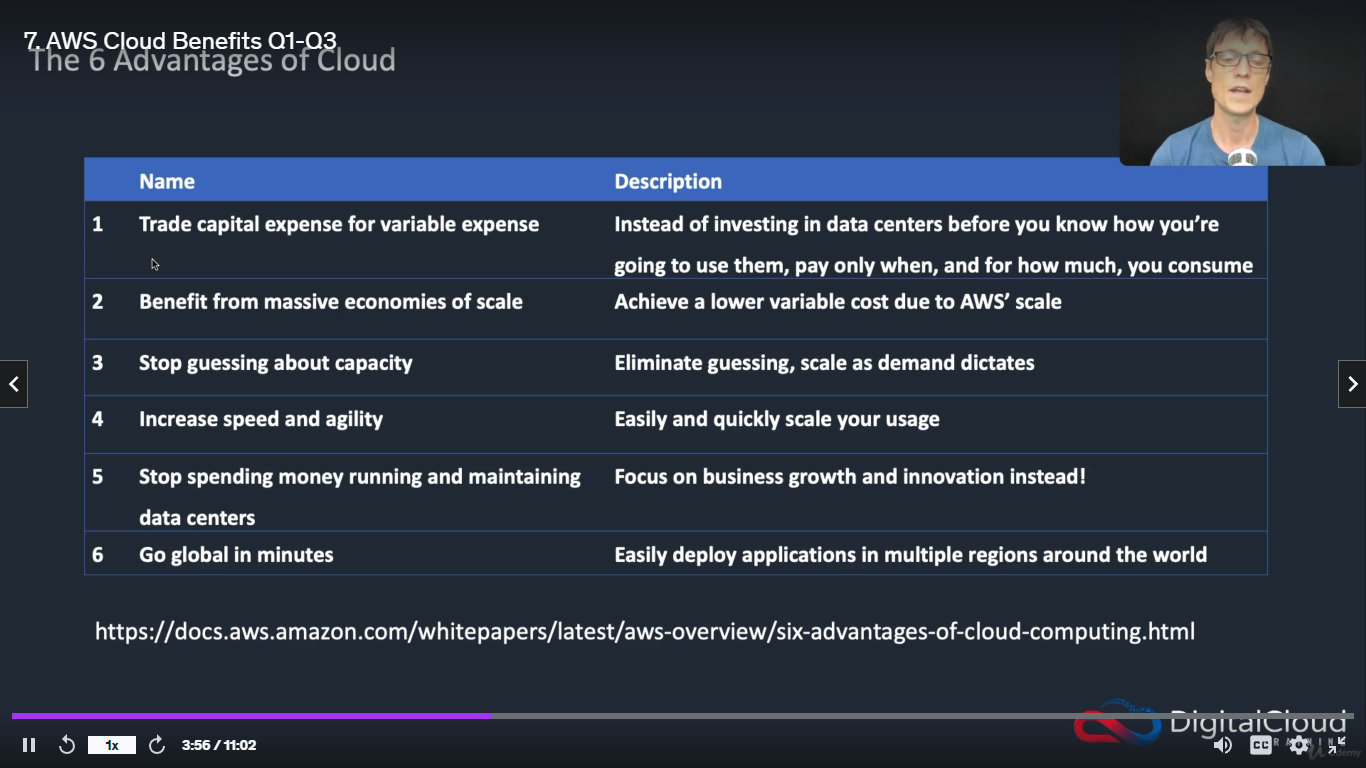 7. AWS Cloud Benefits Q1-Q3
The 6 Advantages of Cloud
Name Description
1 Trade capital expense for variable expense Instead of investing in data centers before you know how you’re
going to use them, pay only when, and for how much, you consume
2 Benefit from massive economies of scale Achieve a lower variable cost due to AWS’ scale
3 Stop guessing about capacity Eliminate guessing, scale as demand dictates
4 Increase speed and agility Easily and quickly scale your usage
5 Stop spending money running and maintaining Focus on business growth and innovation instead!
data centers
6 Go global in minutes Easily deploy applications in multiple regions around the world
https://docs.aws.amazon.com/whitepapers/latest/aws-overview/six-advantages-of-cloud-computing.html
DigitalCloud
1x 3:56 / 11:02 CC